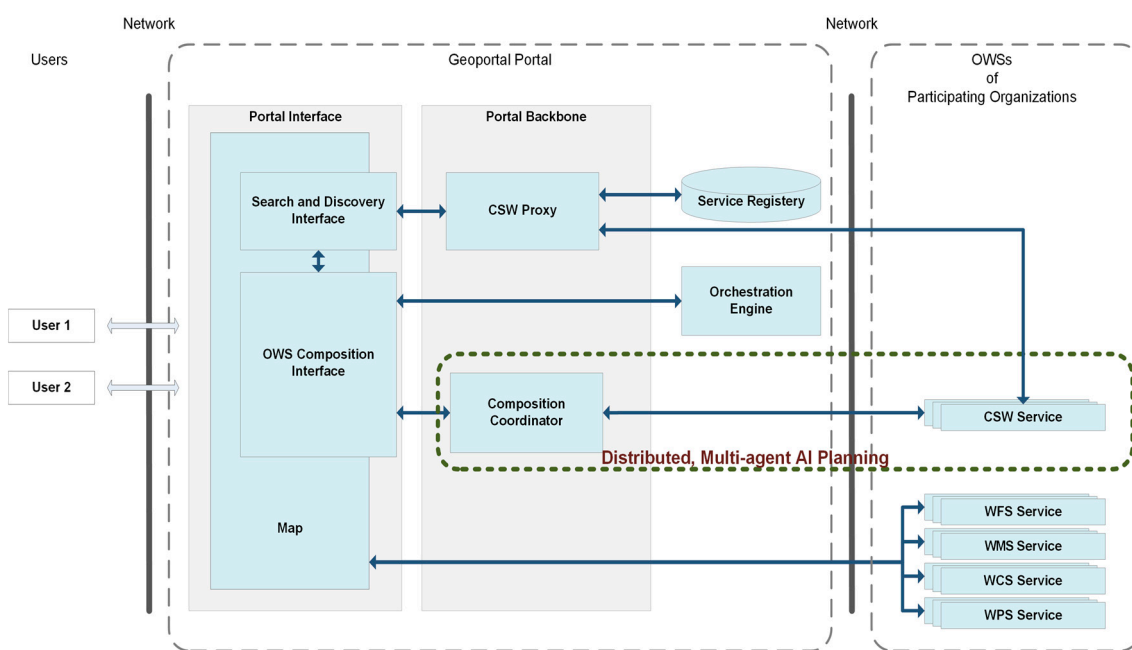 Network
Network
Users
Geoportal Portal
OWSs
of
Participating Organizations
Portal Interface
Portal Backbone
Search and Discovery
Interface
CSW Proxy
Service Registery
Orchestration
Engine
User 1
OWS Composition
Interface
User 2
Composition
Coordinator
CSW Service
Distributed, Multi-agent AI Planning
WFS Service
Map
WMS Service
WCS Service
WPS Service